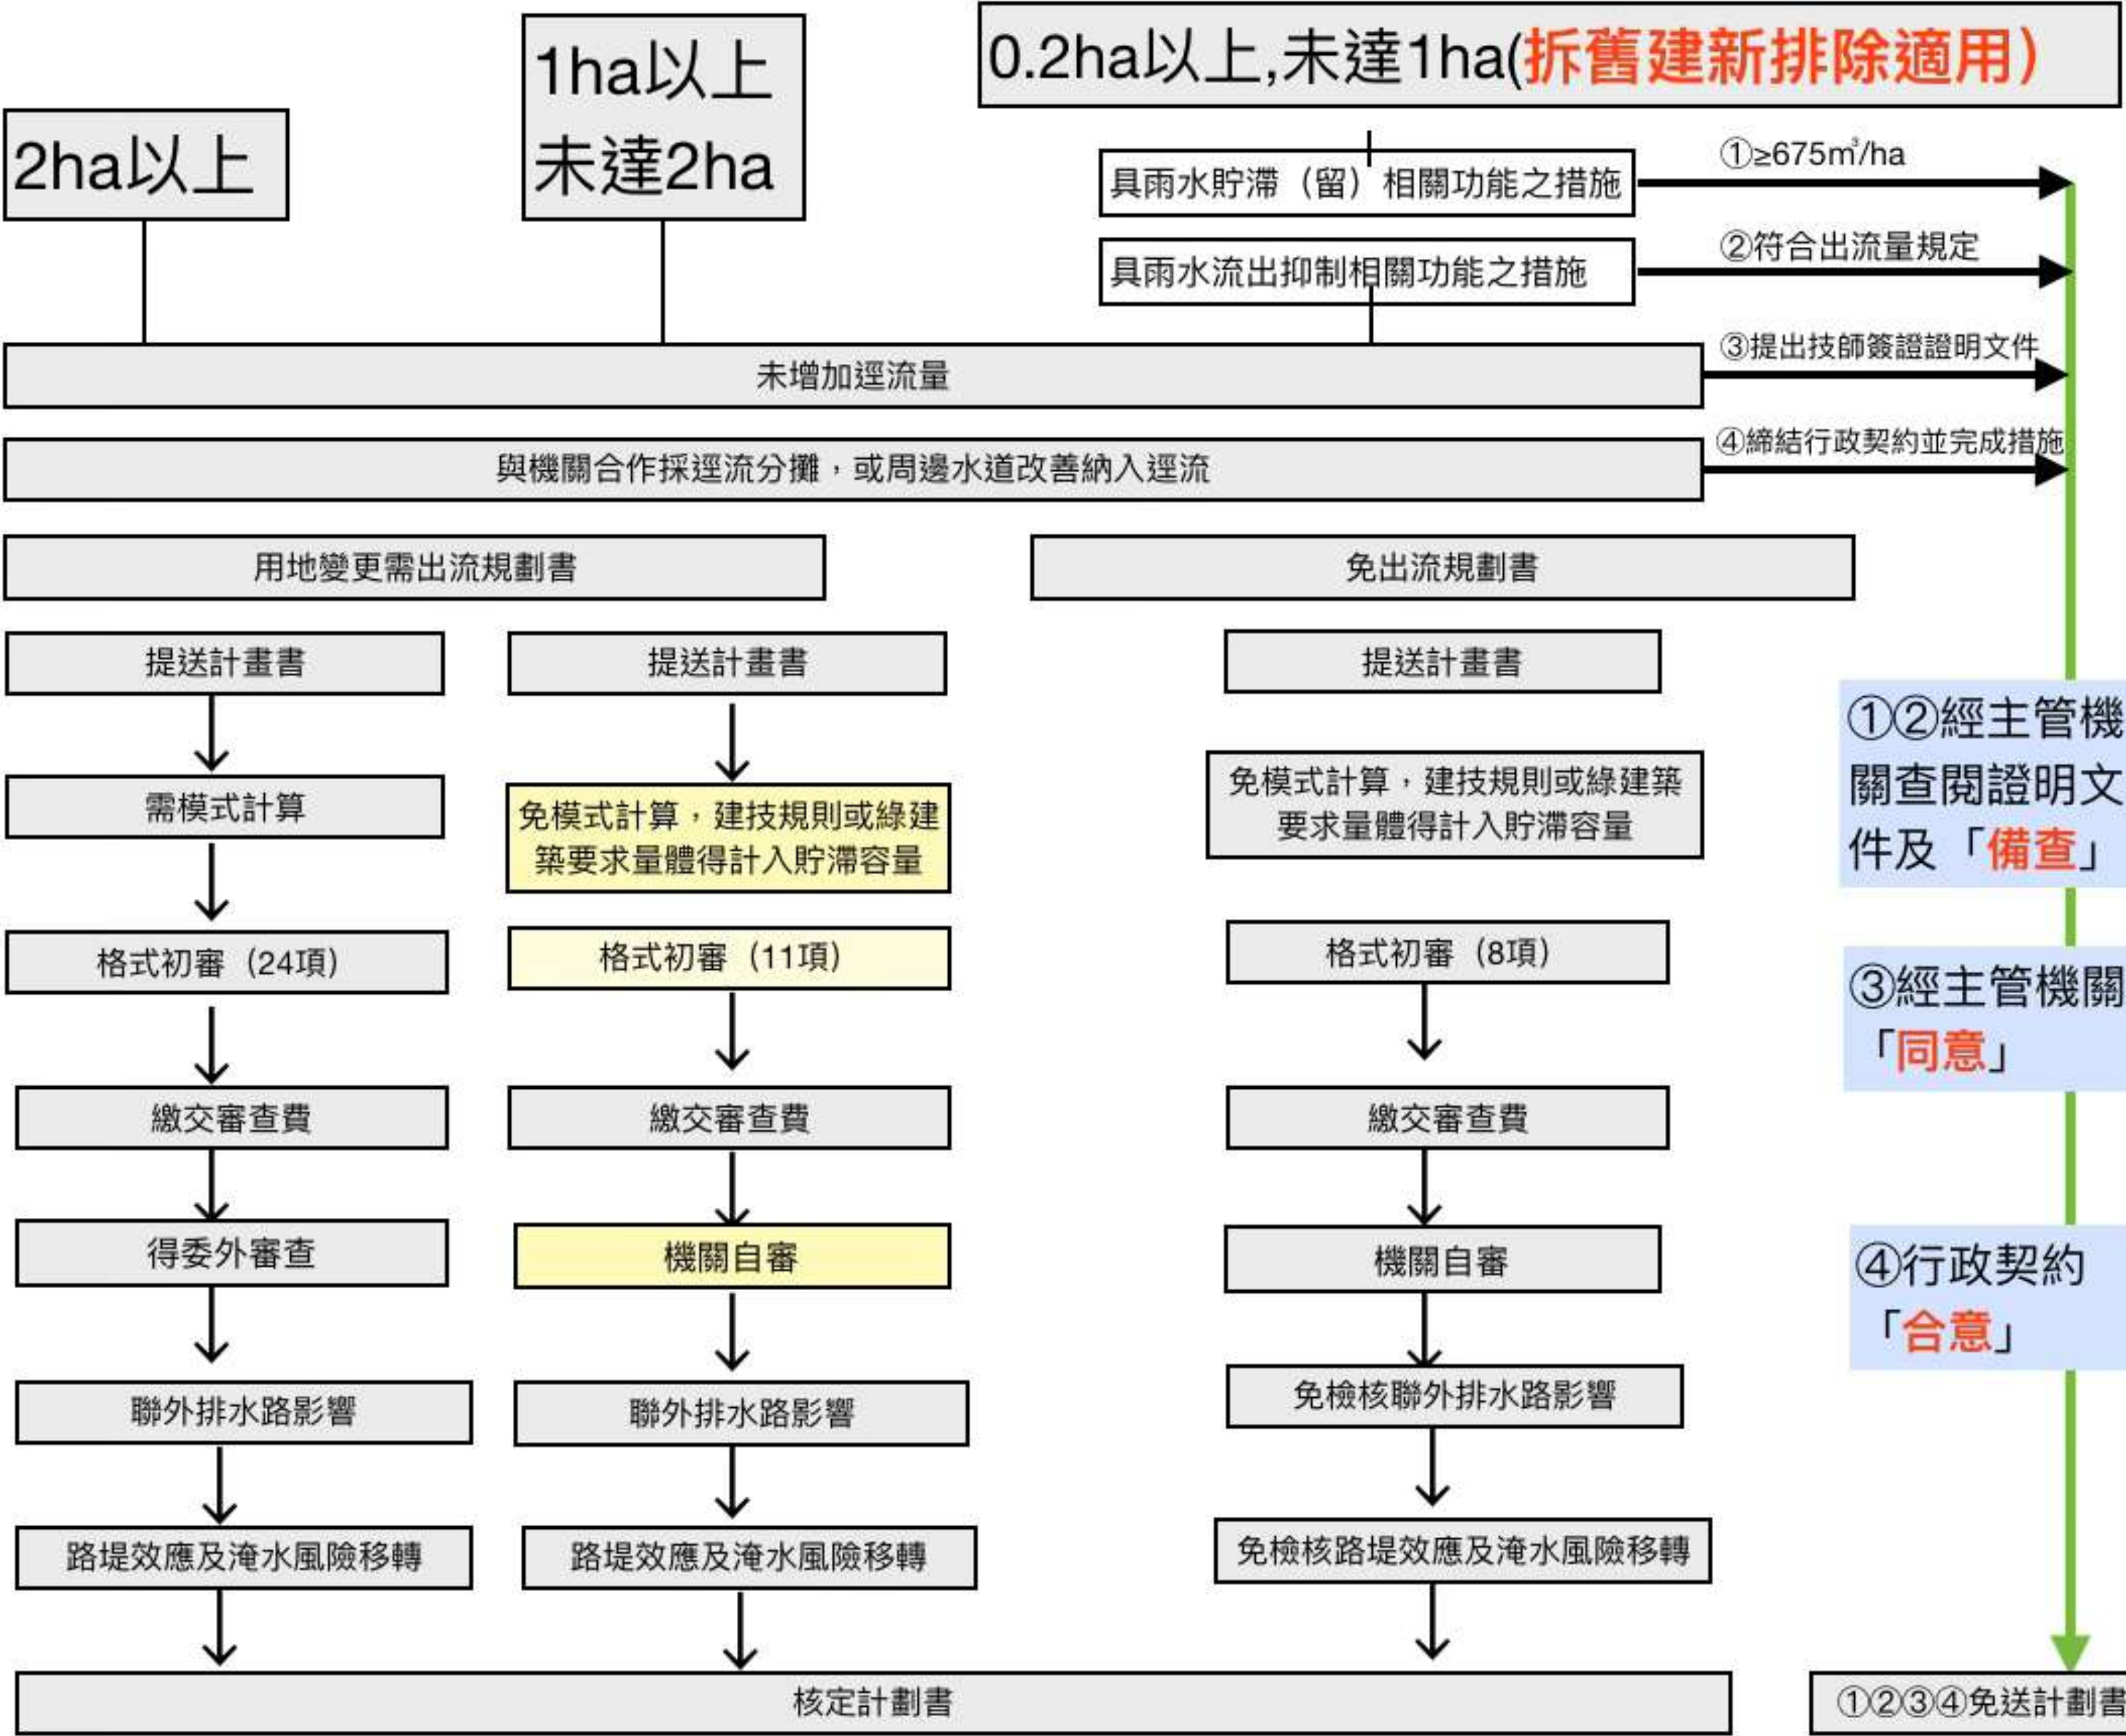 2ha以上
1ha以上
未達2ha
0.2ha以上,未達1ha(拆舊建新排除適用)
具雨水貯滯（留）相關功能之措施
①≥675m³/ha
具雨水流出抑制相關功能之措施
②符合出流量規定
未增加逕流量
③提出技師簽證證明文件
與機關合作採逕流分攤，或周邊水道改善納入逕流
④締結行政契約並完成措施
用地變更需出流規劃書
免出流規劃書
提送計畫書
需模式計算
格式初審（24項）
繳交審查費
得委外審查
聯外排水路影響
路堤效應及淹水風險移轉
提送計畫書
免模式計算，建技規則或綠建
築要求量體得計入貯滯容量
格式初審（11項）
繳交審查費
機關自審
聯外排水路影響
路堤效應及淹水風險移轉
提送計畫書
免模式計算，建技規則或綠建築
要求量體得計入貯滯容量
格式初審（8項）
繳交審查費
機關自審
免檢核聯外排水路影響
免檢核路堤效應及淹水風險移轉
核定計劃書
①②經主管機
關查閱證明文
件及「備查」
③經主管機關
「同意」
④行政契約
「合意」
①②③④免送計劃書